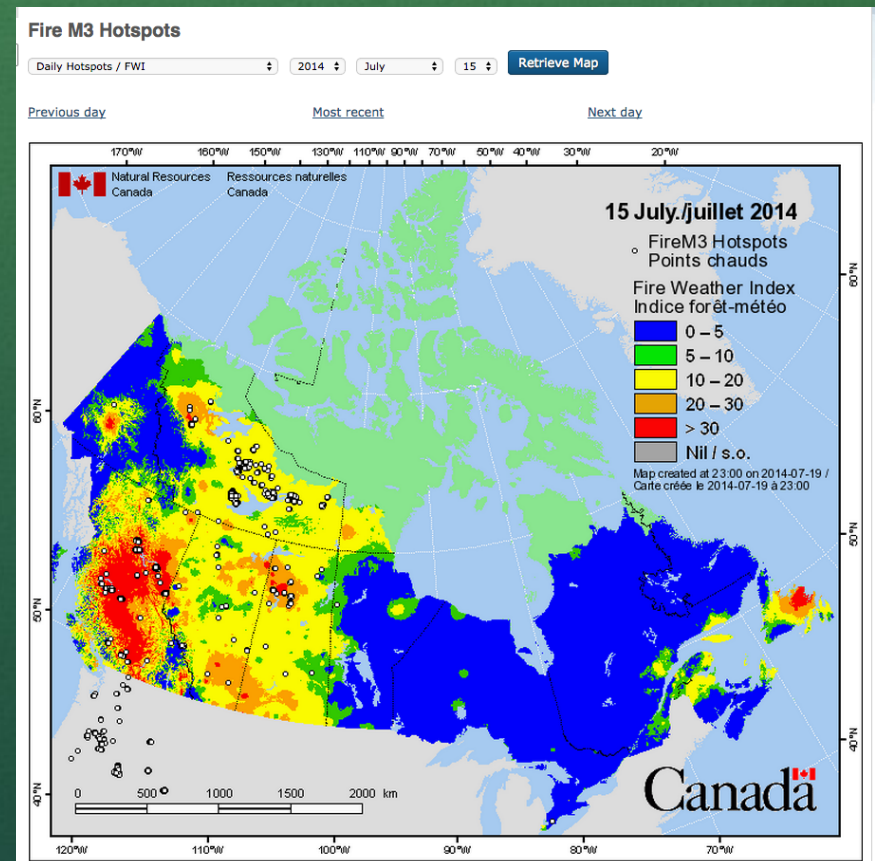 Fire M3 Hotspots
Daily Hotspots / FWI 2014 July 15 Retrieve Map
Previous day Most recent Next day
170°W 160°W 150°W 130°W 110°W 90°W 70°W 50°W 40°W 30°W 20°W
Natural Resources Ressources naturelles
Canada Canada
15 July./juillet 2014
FireM3 Hotspots
Points chauds
Fire Weather Index
Indice forêt-météo
0 – 5
5 – 10
10 – 20
20 – 30
> 30
Nil / s.o.
Map created at 23:00 on 2014-07-19 /
Carte créée le 2014-07-19 à 23:00
60°N
60°N
50°N
50°N
40°N
40°N
0 500 1000 1500 2000 km
Canada
120°W 110°W 100°W 90°W 80°W 70°W